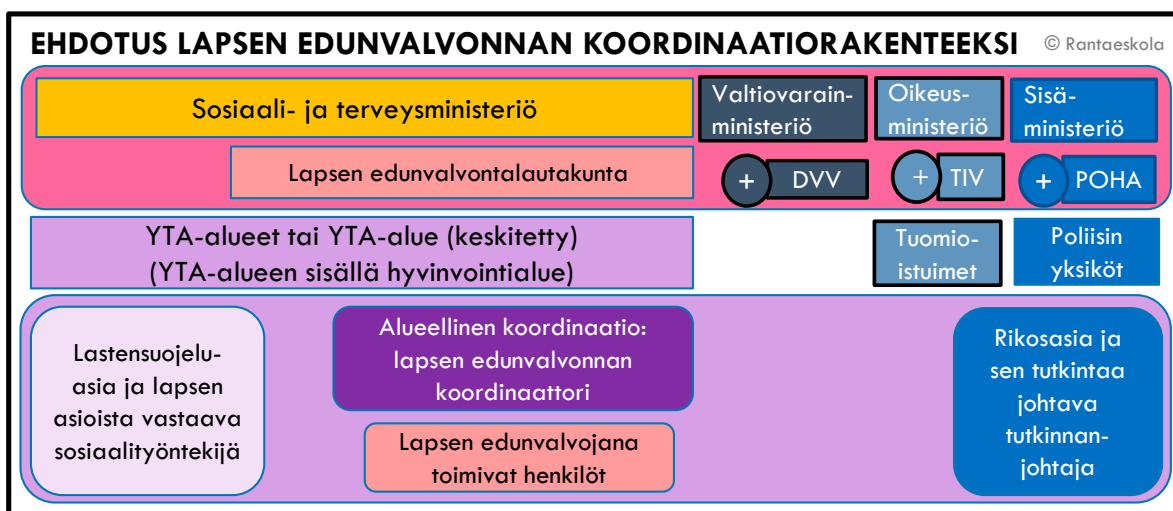 EHDOTUS LAPSEN EDUNVALVONNAN KOORDINAATIORAKENTEEKSI © Rantaeskola
Sosiaali- ja terveysministeriö
Valtiovarain-
ministeriö
Oikeus-
ministeriö
Sisä-
ministeriö
Lapsen edunvalvontalautakunta
+ DVV
+ TIV
+ POHA
YTA-alueet tai YTA-alue (keskitetty)
(YTA-alueen sisällä hyvinvointialue)
Tuomio-
istuimet
Poliisin
yksiköt
Lastensuojelu-
asia ja lapsen
asioista vastaava
sosiaalityöntekijä
Alueellinen koordinaatio:
lapsen edunvalvonnan
koordinaattori
Lapsen edunvalvojana
toimivat henkilöt
Rikosasia ja
sen tutkintaa
johtava
tutkinnan-
johtaja